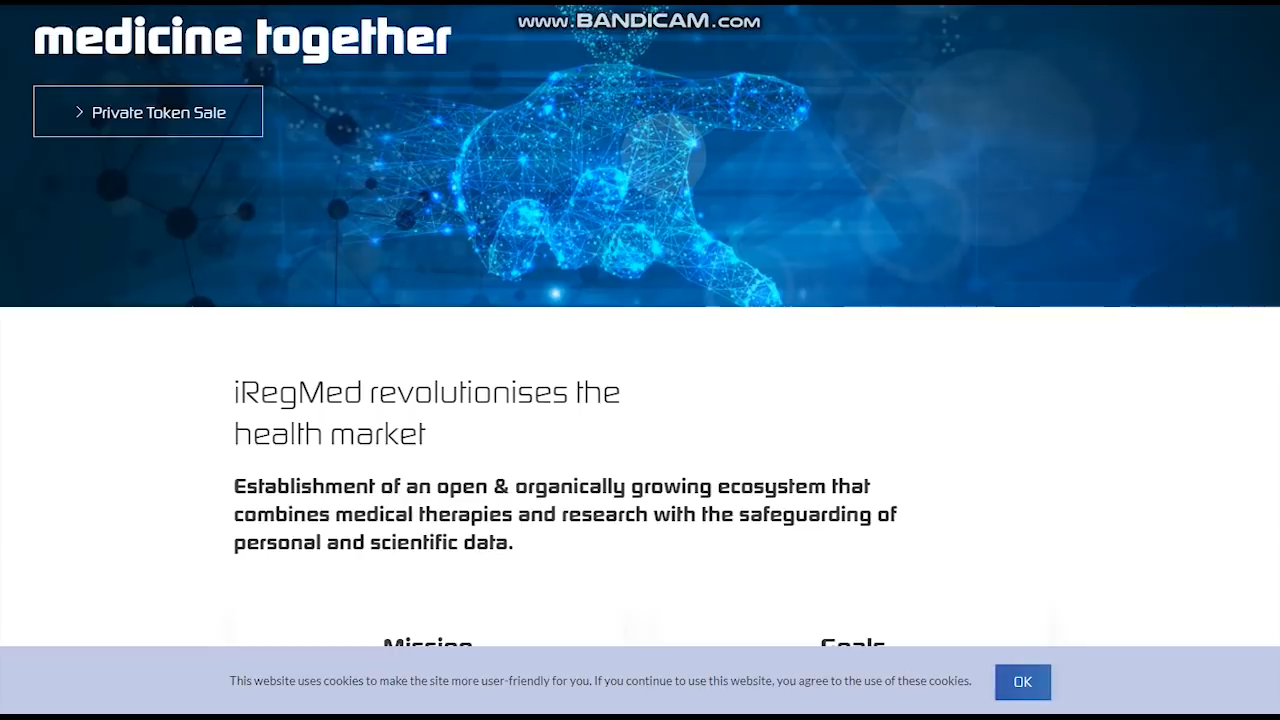 www.BANDICAM.com
medicine together
Private Token Sale
iRegMed revolutionises the
health market
Establishment of an open & organically growing ecosystem that
combines medical therapies and research with the safeguarding of
personal and scientific data.
Mission
Goals
This website uses cookies to make the site more user-friendly for you. If you continue to use this website, you agree to the use of these cookies.
OK